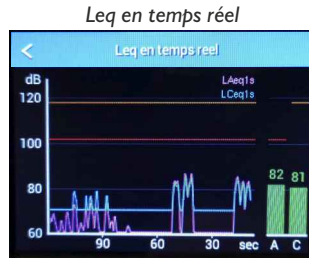 Leq en temps réel
< Leq en temps reel
dB
LAeq1s
LCeq1s
120
100
80
60
82 81
90 60 30 sec A C